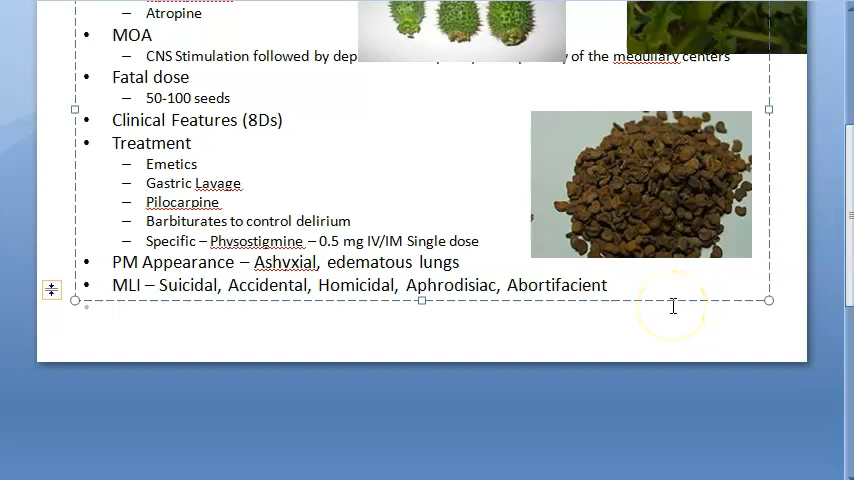 – Atropine
• MOA
– CNS Stimulation followed by dep of the medullary centers
• Fatal dose
– 50-100 seeds
• Clinical Features (8Ds)
• Treatment
– Emetics
– Gastric Lavage
– Pilocarpine
– Barbiturates to control delirium
– Specific – Physostigmine – 0.5 mg IV/IM Single dose
• PM Appearance – Ashyxial, edematous lungs
• MLI – Suicidal, Accidental, Homicidal, Aphrodisiac, Abortifacient